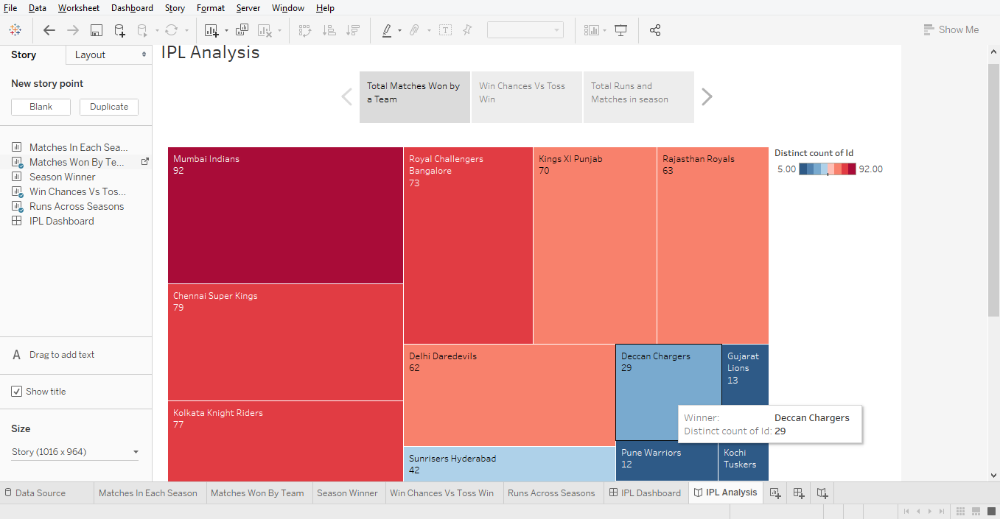 File Data Worksheet Dashboard Story Format Server Window Help
Show Me
Story Layout
New story point
Blank Duplicate
Matches In Each Sea...
Matches Won By Te...
Season Winner
Win Chances Vs Tos...
Runs Across Seasons
IPL Dashboard
A Drag to add text
Show title
Size
Story (1016 x 964)
IPL Analysis
Total Matches Won by
a Team
Win Chances Vs Toss
Win
Total Runs and
Matches in season
Mumbai Indians
92
Chennai Super Kings
79
Kolkata Knight Riders
77
Royal Challengers
Bangalore
73
Kings XI Punjab
70
Rajasthan Royals
63
Delhi Daredevils
62
Sunrisers Hyderabad
42
Deccan Chargers
29
Gujarat
Lions
13
Winner: Deccan Chargers
Distinct count of Id: 29
Pune Warriors
12
Kochi
Tuskers
Distinct count of Id
5.00 92.00
Data Source Matches In Each Season Matches Won By Team Season Winner Win Chances Vs Toss Win Runs Across Seasons IPL Dashboard IPL Analysis